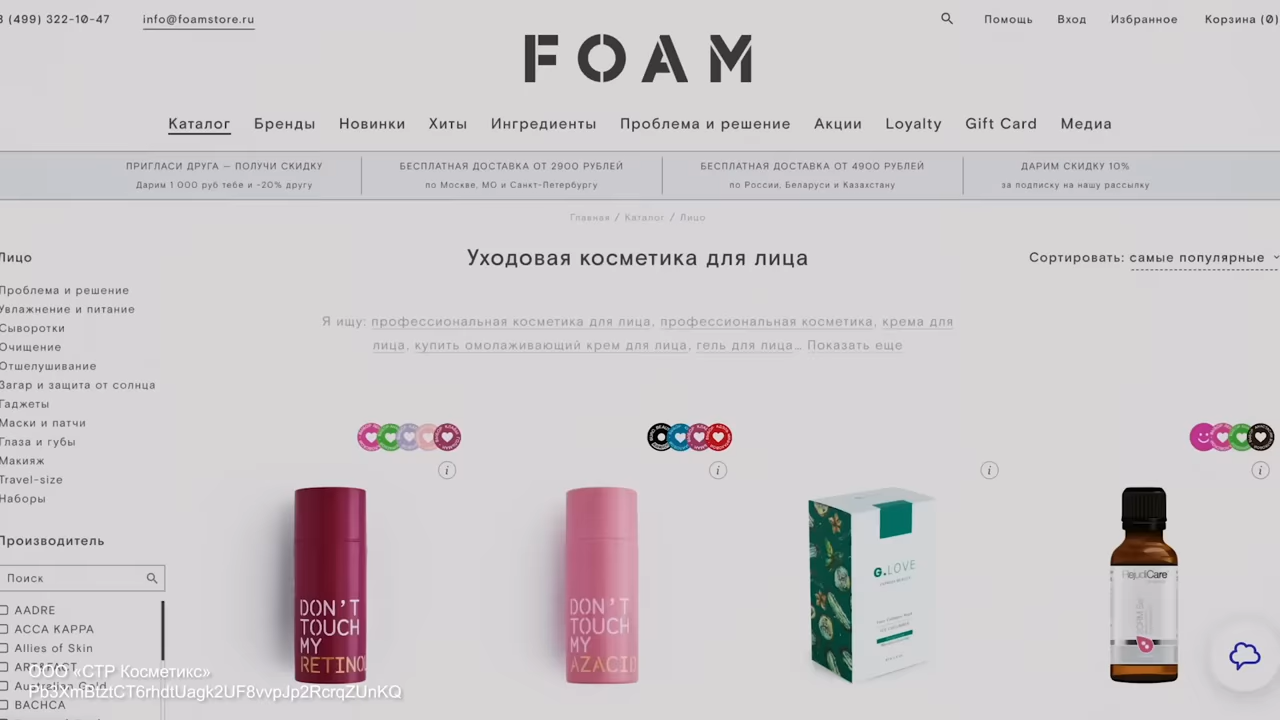 3 (499) 322-10-47
info@foamstore.ru
Помощь Вход Избранное Корзина (0)
FOAM
Каталог Бренды Новинки Хиты Ингредиенты Проблема и решение Акции Loyalty Gift Card Медиа
ПРИГЛАСИ ДРУГА — ПОЛУЧИ СКИДКУ
Дарим 1 000 руб тебе и -20% другу
БЕСПЛАТНАЯ ДОСТАВКА ОТ 2900 РУБЛЕЙ
по Москве, МО и Санкт-Петербургу
БЕСПЛАТНАЯ ДОСТАВКА ОТ 4900 РУБЛЕЙ
по России, Беларуси и Казахстану
ДАРИМ СКИДКУ 10%
за подписку на нашу рассылку
Главная / Каталог / Лицо
Лицо
Проблема и решение
Увлажнение и питание
Сыворотки
Очищение
Отшелушивание
Загар и защита от солнца
Гаджеты
Маски и патчи
Глаза и губы
Макияж
Travel-size
Наборы
Производитель
Поиск
AADRE
ACCA KAPPA
Allies of Skin
ARTEFACT
Australian Gold
BACHCA
Уходовая косметика для лица
Сортировать: самые популярные
Я ищу: профессиональная косметика для лица, профессиональная косметика, крема для
лица, купить омолаживающий крем для лица, гель для лица… Показать еще
DON'T
TOUCH
MY
RETINO
DON'T
TOUCH
MY
AZACID
G.LOVE
RejudiCare
ООО «СТР Косметикс»
Pb3XmBtztCT6rhdtUagk2UF8vvpJp2RcrqZUnKQ